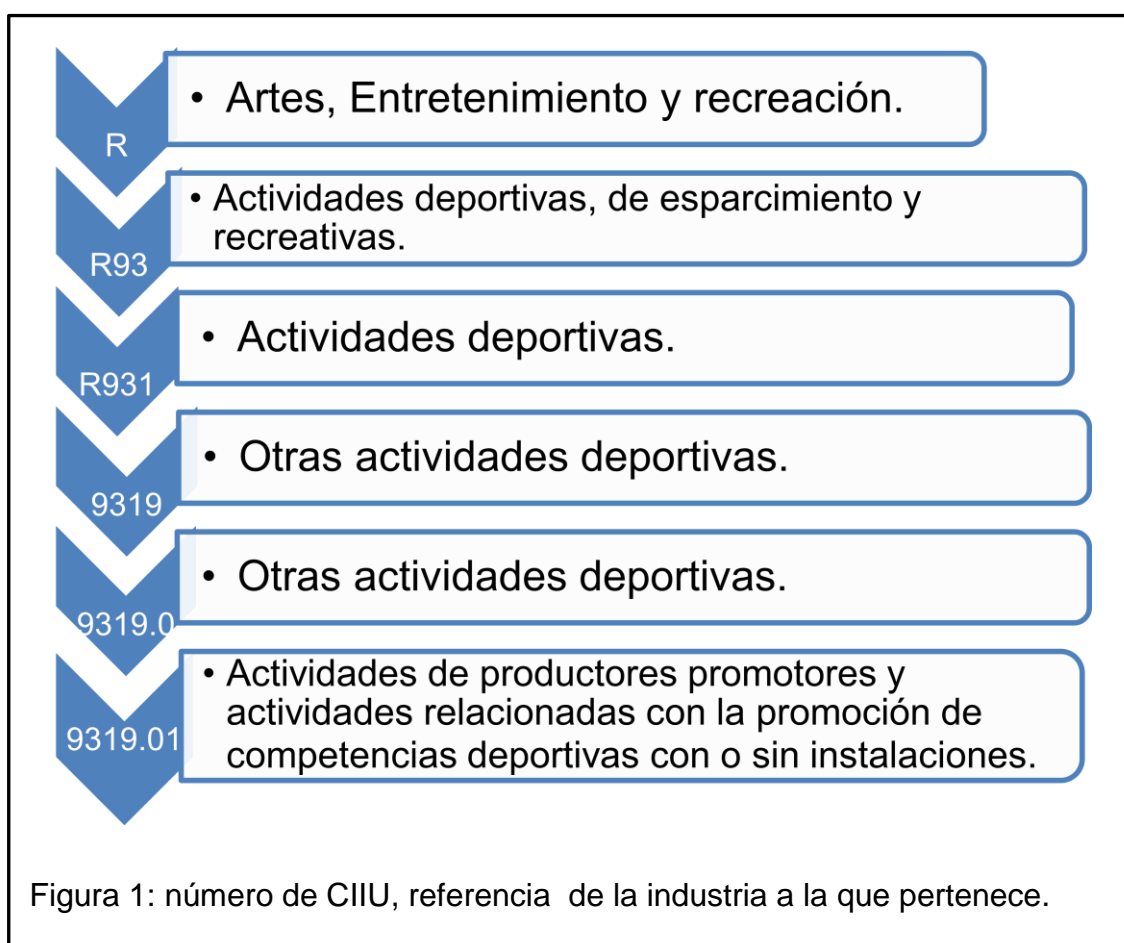 R
• Artes, Entretenimiento y recreación.
R93
• Actividades deportivas, de esparcimiento y
recreativas.
R931
• Actividades deportivas.
9319
• Otras actividades deportivas.
9319.0
• Otras actividades deportivas.
9319.01
• Actividades de productores promotores y
actividades relacionadas con la promoción de
competencias deportivas con o sin instalaciones.
Figura 1: número de CIIU, referencia  de la industria a la que pertenece.